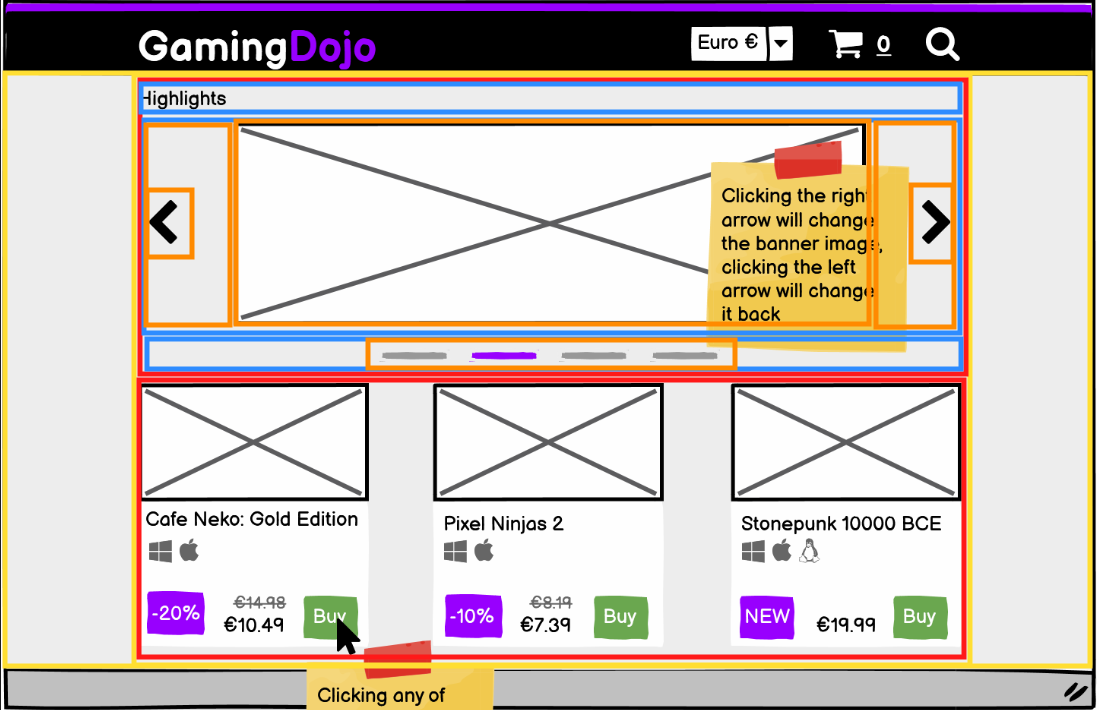 GamingDojo
Euro €
0
Highlights
Clicking the right
arrow will change
the banner image,
clicking the left
arrow will change
it back
Cafe Neko: Gold Edition
-20%
€14.98
€10.49
Buy
Pixel Ninjas 2
-10%
€8.19
€7.39
Buy
Stonepunk 10000 BCE
NEW
€19.99
Buy
Clicking any of